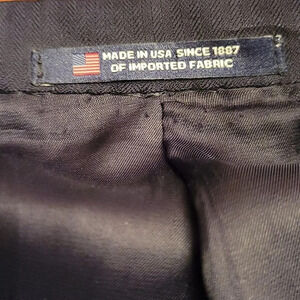 MADE IN USA SINCE 1887
OF IMPORTED FABRIC